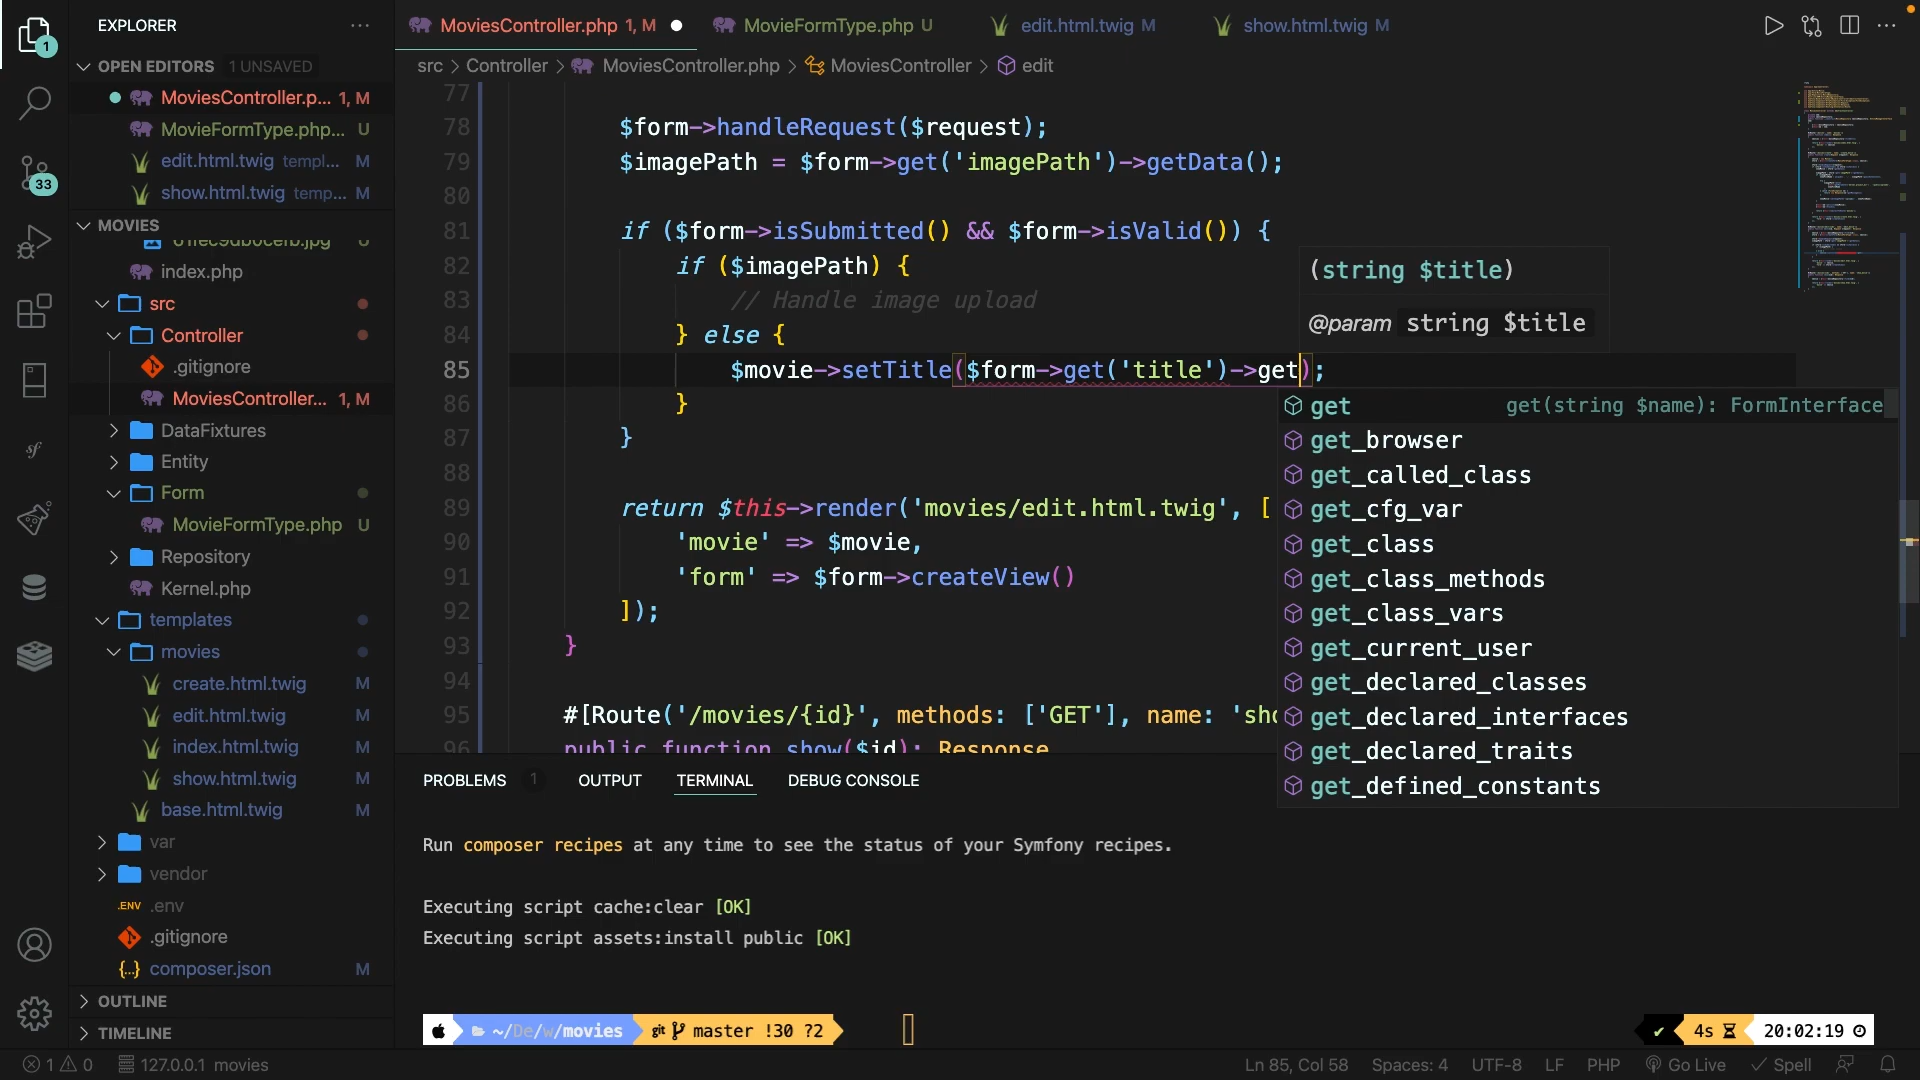 EXPLORER
OPEN EDITORS 1 UNSAVED
MoviesController.p... 1, M
MovieFormType.php... U
edit.html.twig templ... M
show.html.twig temp... M
MOVIES
index.php
src
Controller
.gitignore
MoviesController... 1, M
DataFixtures
Entity
Form
MovieFormType.php U
Repository
Kernel.php
templates
movies
create.html.twig M
edit.html.twig M
index.html.twig M
show.html.twig M
base.html.twig M
var
vendor
.ENV .env
.gitignore
composer.json M
OUTLINE
TIMELINE
1
33
MoviesController.php 1, M
MovieFormType.php U
edit.html.twig M
show.html.twig M
src > Controller > MoviesController.php > MoviesController > edit
77
78 $form->handleRequest($request);
79 $imagePath = $form->get('imagePath')->getData();
80
81 if ($form->isSubmitted() && $form->isValid()) {
82 if ($imagePath) {
83 // Handle image upload
84 } else {
85 $movie->setTitle($form->get('title')->get);
86 }
87 }
88
89 return $this->render('movies/edit.html.twig', [
90 'movie' => $movie,
91 'form' => $form->createView()
92 ]);
93 }
94
95 #[Route('/movies/{id}', methods: ['GET'], name: 'sho
96 public function show($id): Response
(string $title)
@param string $title
get get(string $name): FormInterface
get_browser
get_called_class
get_cfg_var
get_class
get_class_methods
get_class_vars
get_current_user
get_declared_classes
get_declared_interfaces
get_declared_traits
get_defined_constants
PROBLEMS 1 OUTPUT TERMINAL DEBUG CONSOLE
Run composer recipes at any time to see the status of your Symfony recipes.
Executing script cache:clear [OK]
Executing script assets:install public [OK]
~/De/w/movies git master !30 ?2
✔ 4s 20:02:19
1 0 127.0.0.1 movies
Ln 85, Col 58 Spaces: 4 UTF-8 LF PHP Go Live Spell